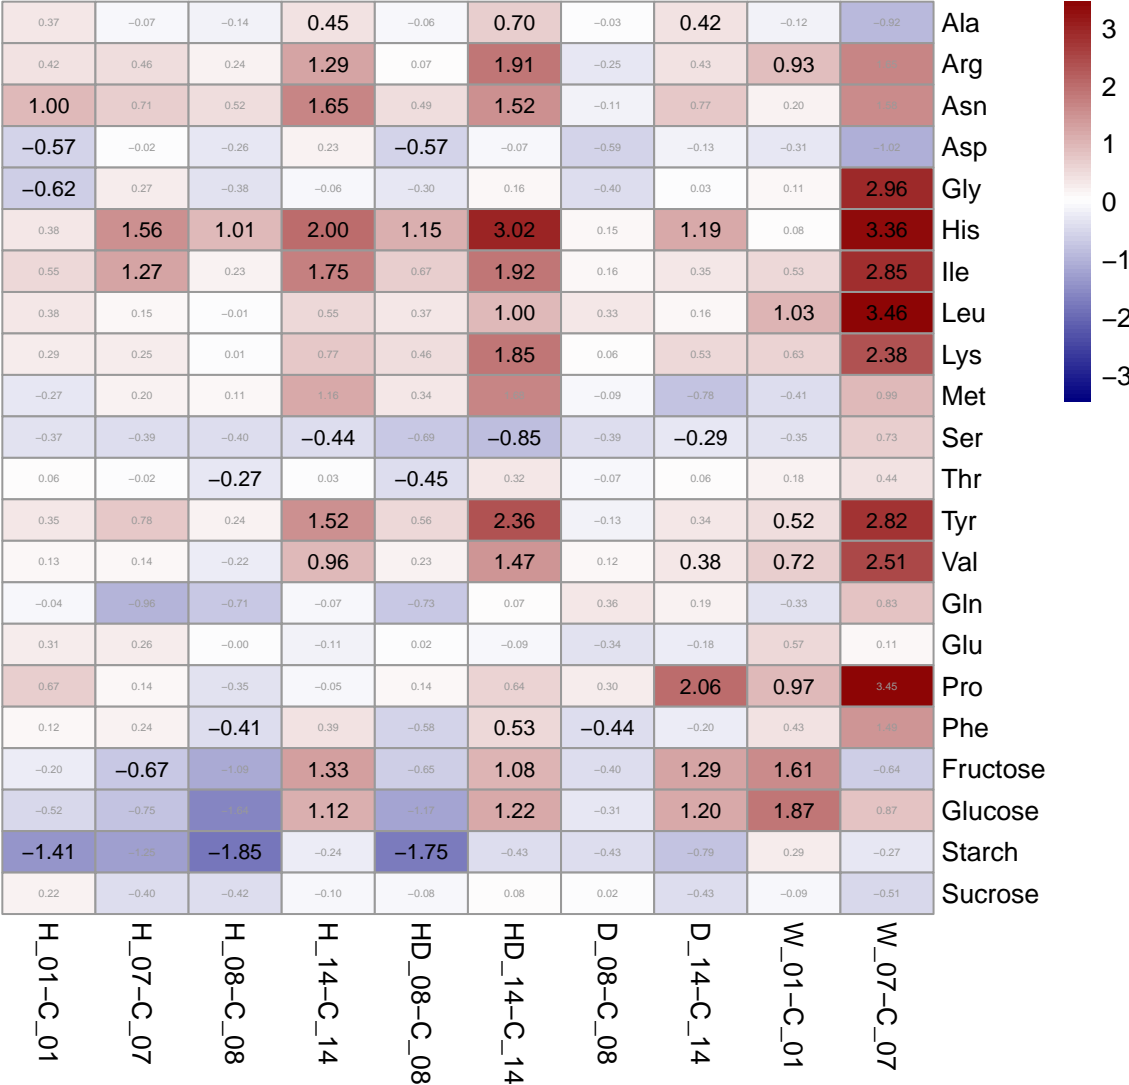 0.37 −0.07 −0.14 0.45 −0.06 0.70 −0.03 0.42 −0.12 −0.92 Ala
0.42 0.46 0.24 1.29 0.07 1.91 −0.25 0.43 0.93 Arg
1.00 0.71 0.52 1.65 0.49 1.52 −0.11 0.77 0.20 Asn
−0.57 −0.02 −0.26 0.23 −0.57 −0.07 −0.59 −0.13 −0.31 −1.02 Asp
−0.62 0.27 −0.38 −0.06 −0.30 0.16 −0.40 0.03 0.11 2.96 Gly
0.38 1.56 1.01 2.00 1.15 3.02 0.15 1.19 0.08 3.36 His
0.55 1.27 0.23 1.75 0.67 1.92 0.16 0.35 0.53 2.85 Ile
0.38 0.15 −0.01 0.55 0.37 1.00 0.33 0.16 1.03 3.46 Leu
0.29 0.25 0.01 0.77 0.46 1.85 0.06 0.53 0.63 2.38 Lys
−0.27 0.20 0.11 1.16 0.34 −0.09 −0.78 −0.41 0.99 Met
−0.37 −0.39 −0.40 −0.44 −0.69 −0.85 −0.39 −0.29 −0.35 0.73 Ser
0.06 −0.02 −0.27 0.03 −0.45 0.32 −0.07 0.06 0.18 0.44 Thr
0.35 0.78 0.24 1.52 0.56 2.36 −0.13 0.34 0.52 2.82 Tyr
0.13 0.14 −0.22 0.96 0.23 1.47 0.12 0.38 0.72 2.51 Val
−0.04 −0.96 −0.71 −0.07 −0.73 0.07 0.36 0.19 −0.33 0.83 Gln
0.31 0.26 −0.00 −0.11 0.02 −0.09 −0.34 −0.18 0.57 0.11 Glu
0.67 0.14 −0.35 −0.05 0.14 0.64 0.30 2.06 0.97 3.45 Pro
0.12 0.24 −0.41 0.39 −0.58 0.53 −0.44 −0.20 0.43 1.49 Phe
−0.20 −0.67 −1.09 1.33 −0.65 1.08 −0.40 1.29 1.61 −0.64 Fructose
−0.52 −0.75 −1.64 1.12 −1.17 1.22 −0.31 1.20 1.87 0.87 Glucose
−1.41 −1.85 −0.24 −1.75 −0.43 −0.43 −0.79 0.29 −0.27 Starch
0.22 −0.40 −0.42 −0.10 −0.08 0.08 0.02 −0.43 −0.09 −0.51 Sucrose
H_01−C_01
H_07−C_07
H_08−C_08
H_14−C_14
HD_08−C_08
HD_14−C_14
D_08−C_08
D_14−C_14
W_01−C_01
W_07−C_07
3
2
1
0
−1
−2
−3